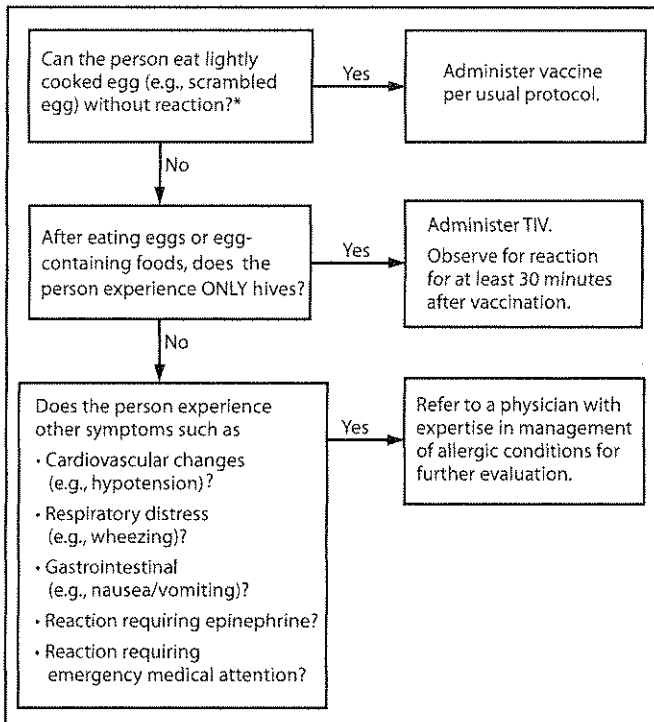 Can the person eat lightly
cooked egg (e.g., scrambled
egg) without reaction?*
Yes
Administer vaccine
per usual protocol.
No
After eating eggs or egg-
containing foods, does the
person experience ONLY hives?
Yes
Administer TIV.
Observe for reaction
for at least 30 minutes
after vaccination.
No
Does the person experience
other symptoms such as
• Cardiovascular changes
(e.g., hypotension)?
• Respiratory distress
(e.g., wheezing)?
• Gastrointestinal
(e.g., nausea/vomiting)?
• Reaction requiring epinephrine?
• Reaction requiring
emergency medical attention?
Yes
Refer to a physician with
expertise in management
of allergic conditions for
further evaluation.